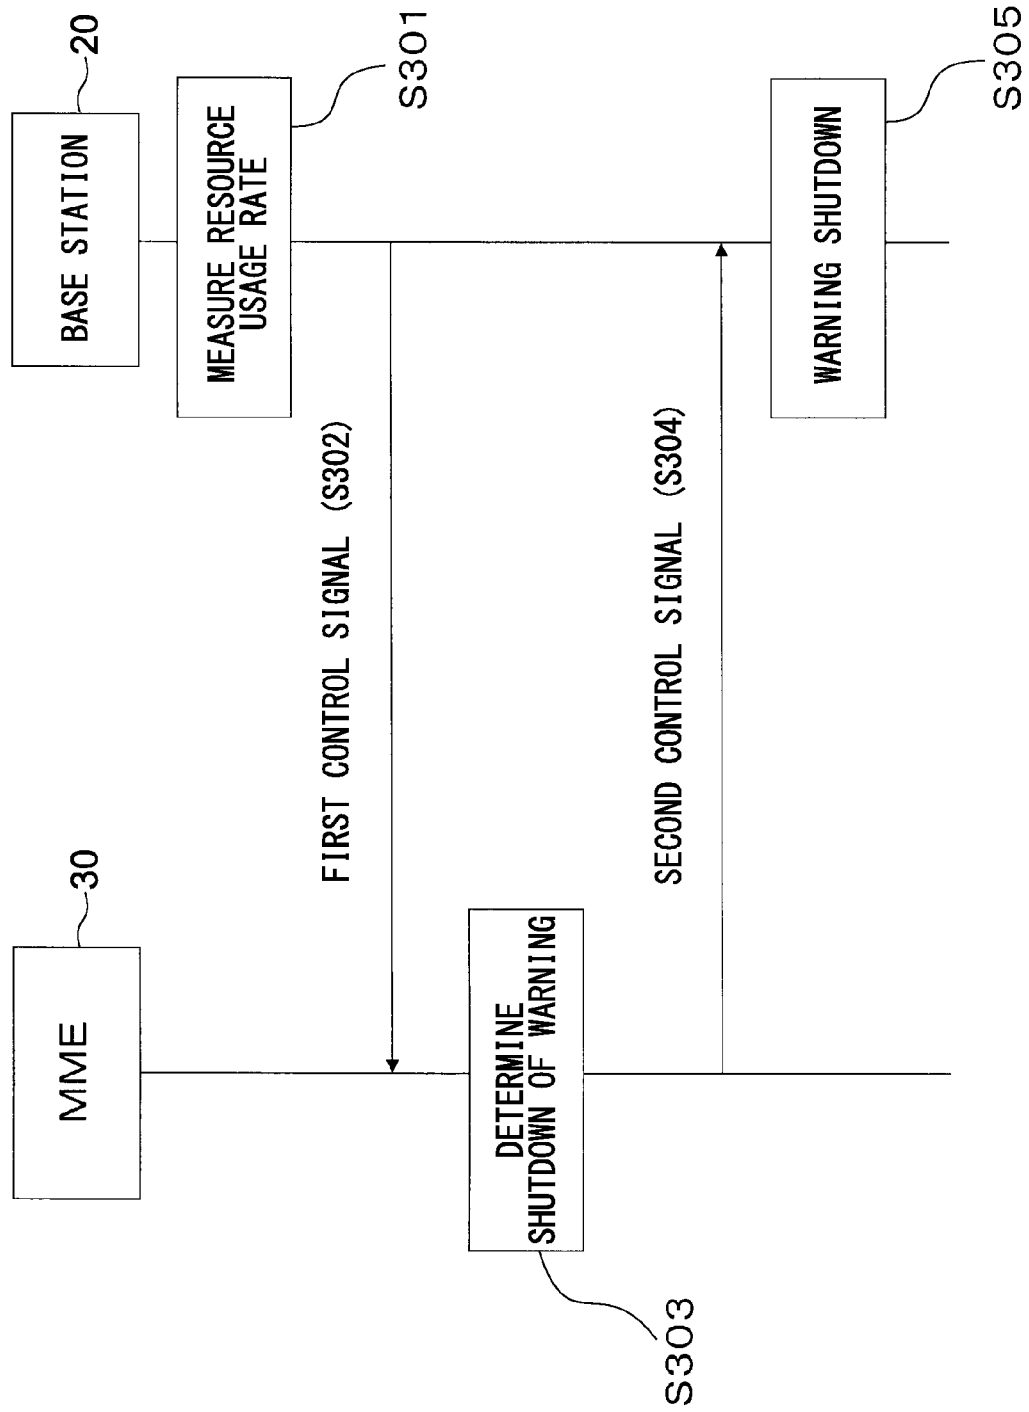 MME
30
BASE STATION
20
MEASURE RESOURCE
USAGE RATE
S301
FIRST CONTROL SIGNAL (S302)
DETERMINE
SHUTDOWN OF WARNING
S303
SECOND CONTROL SIGNAL (S304)
WARNING SHUTDOWN
S305